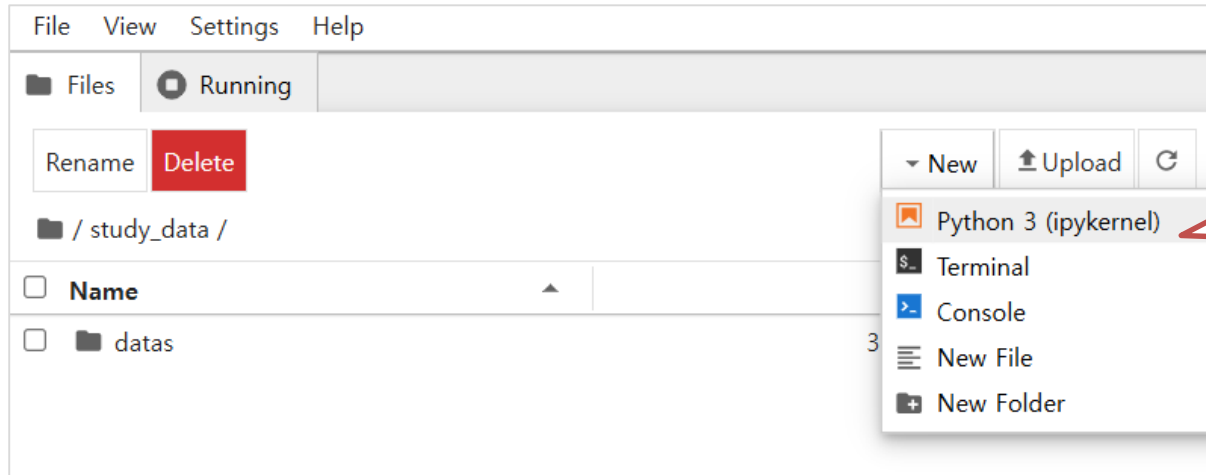 File View Settings Help
Files Running
Rename Delete New Upload
/ study_data /
Python 3 (ipykernel)
$_ Terminal
Name
Console
datas 3
New File
New Folder